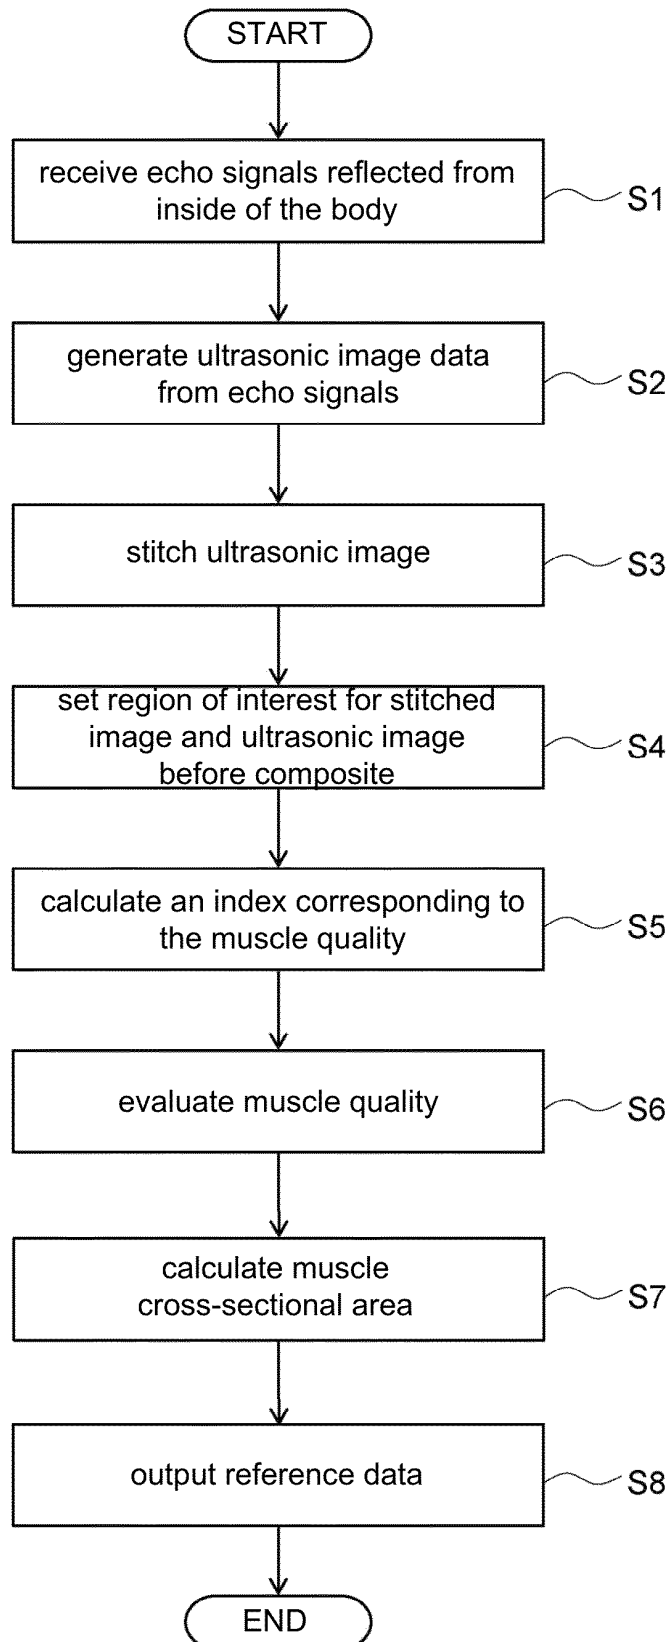 START
receive echo signals reflected from
inside of the body
S1
generate ultrasonic image data
from echo signals
S2
stitch ultrasonic image
S3
set region of interest for stitched
image and ultrasonic image
before composite
S4
calculate an index corresponding to
the muscle quality
S5
evaluate muscle quality
S6
calculate muscle
cross-sectional area
S7
output reference data
S8
END